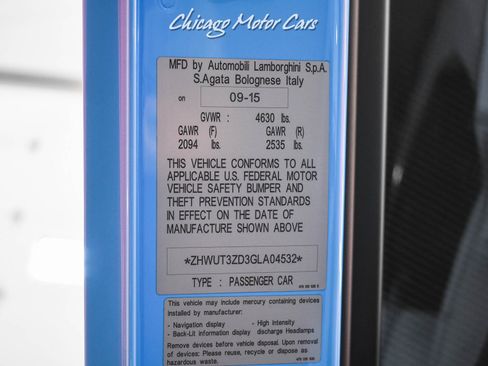 Chicago Motor Cars
MFD by Automobili Lamborghini S.p.A.
S.Agata Bolognese Italy
on 09-15
GVWR : 4630 lbs.
GAWR (F) GAWR (R)
2094 lbs. 2535 lbs.
THIS VEHICLE CONFORMS TO ALL
APPLICABLE U.S. FEDERAL MOTOR
VEHICLE SAFETY BUMPER AND
THEFT PREVENTION STANDARDS
IN EFFECT ON THE DATE OF
MANUFACTURE SHOWN ABOVE
*ZHWUT3ZD3GLA04532*
TYPE : PASSENGER CAR
This vehicle may include mercury containing devices
installed by manufacturer:
- Navigation display - High Intensity
- Back-Lit information display discharge Headlamps
Remove devices before vehicle disposal. Upon removal
of devices: Please reuse, recycle or dispose as
hazardous waste.